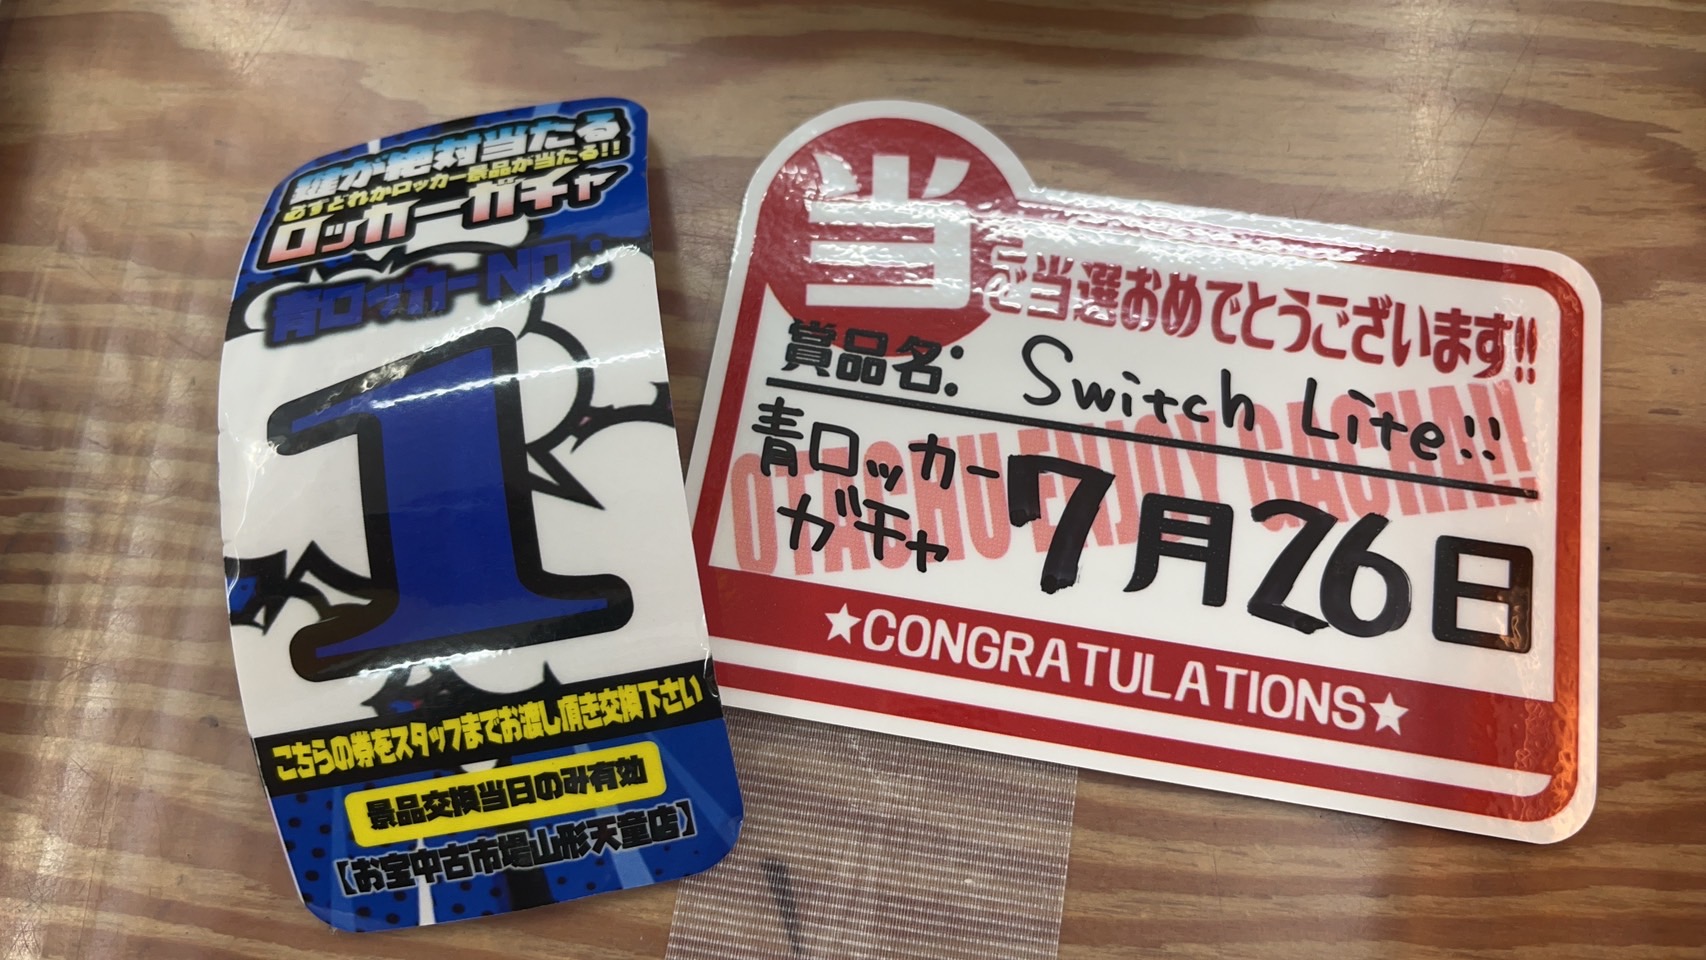 誰が絶対当たる
必ずどれかロッカー景品が当たる!!
ロッカーガチャ
青ロッカーNO:
1
こちらの券をスタッフまでお渡し頂き交換下さい
景品交換当日のみ有効
【お宝中古市場山形天童店】
当
ご当選おめでとうございます!!
賞品名: Switch Lite!!
OTACHU ENJOY GACHA!!
青ロッカー
ガチャ
7月26日
★CONGRATULATIONS★